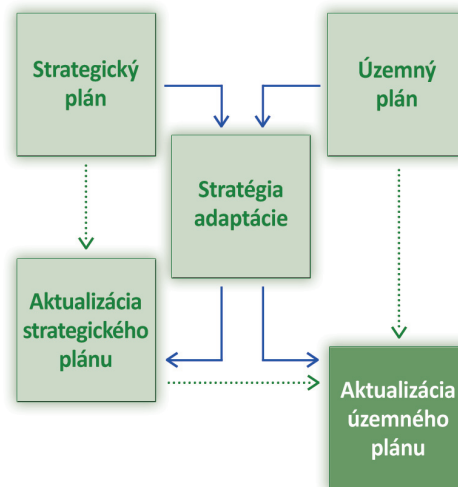 Strategický
plán
Územný
plán
Stratégia
adaptácie
Aktualizácia
strategického
plánu
Aktualizácia
územného
plánu